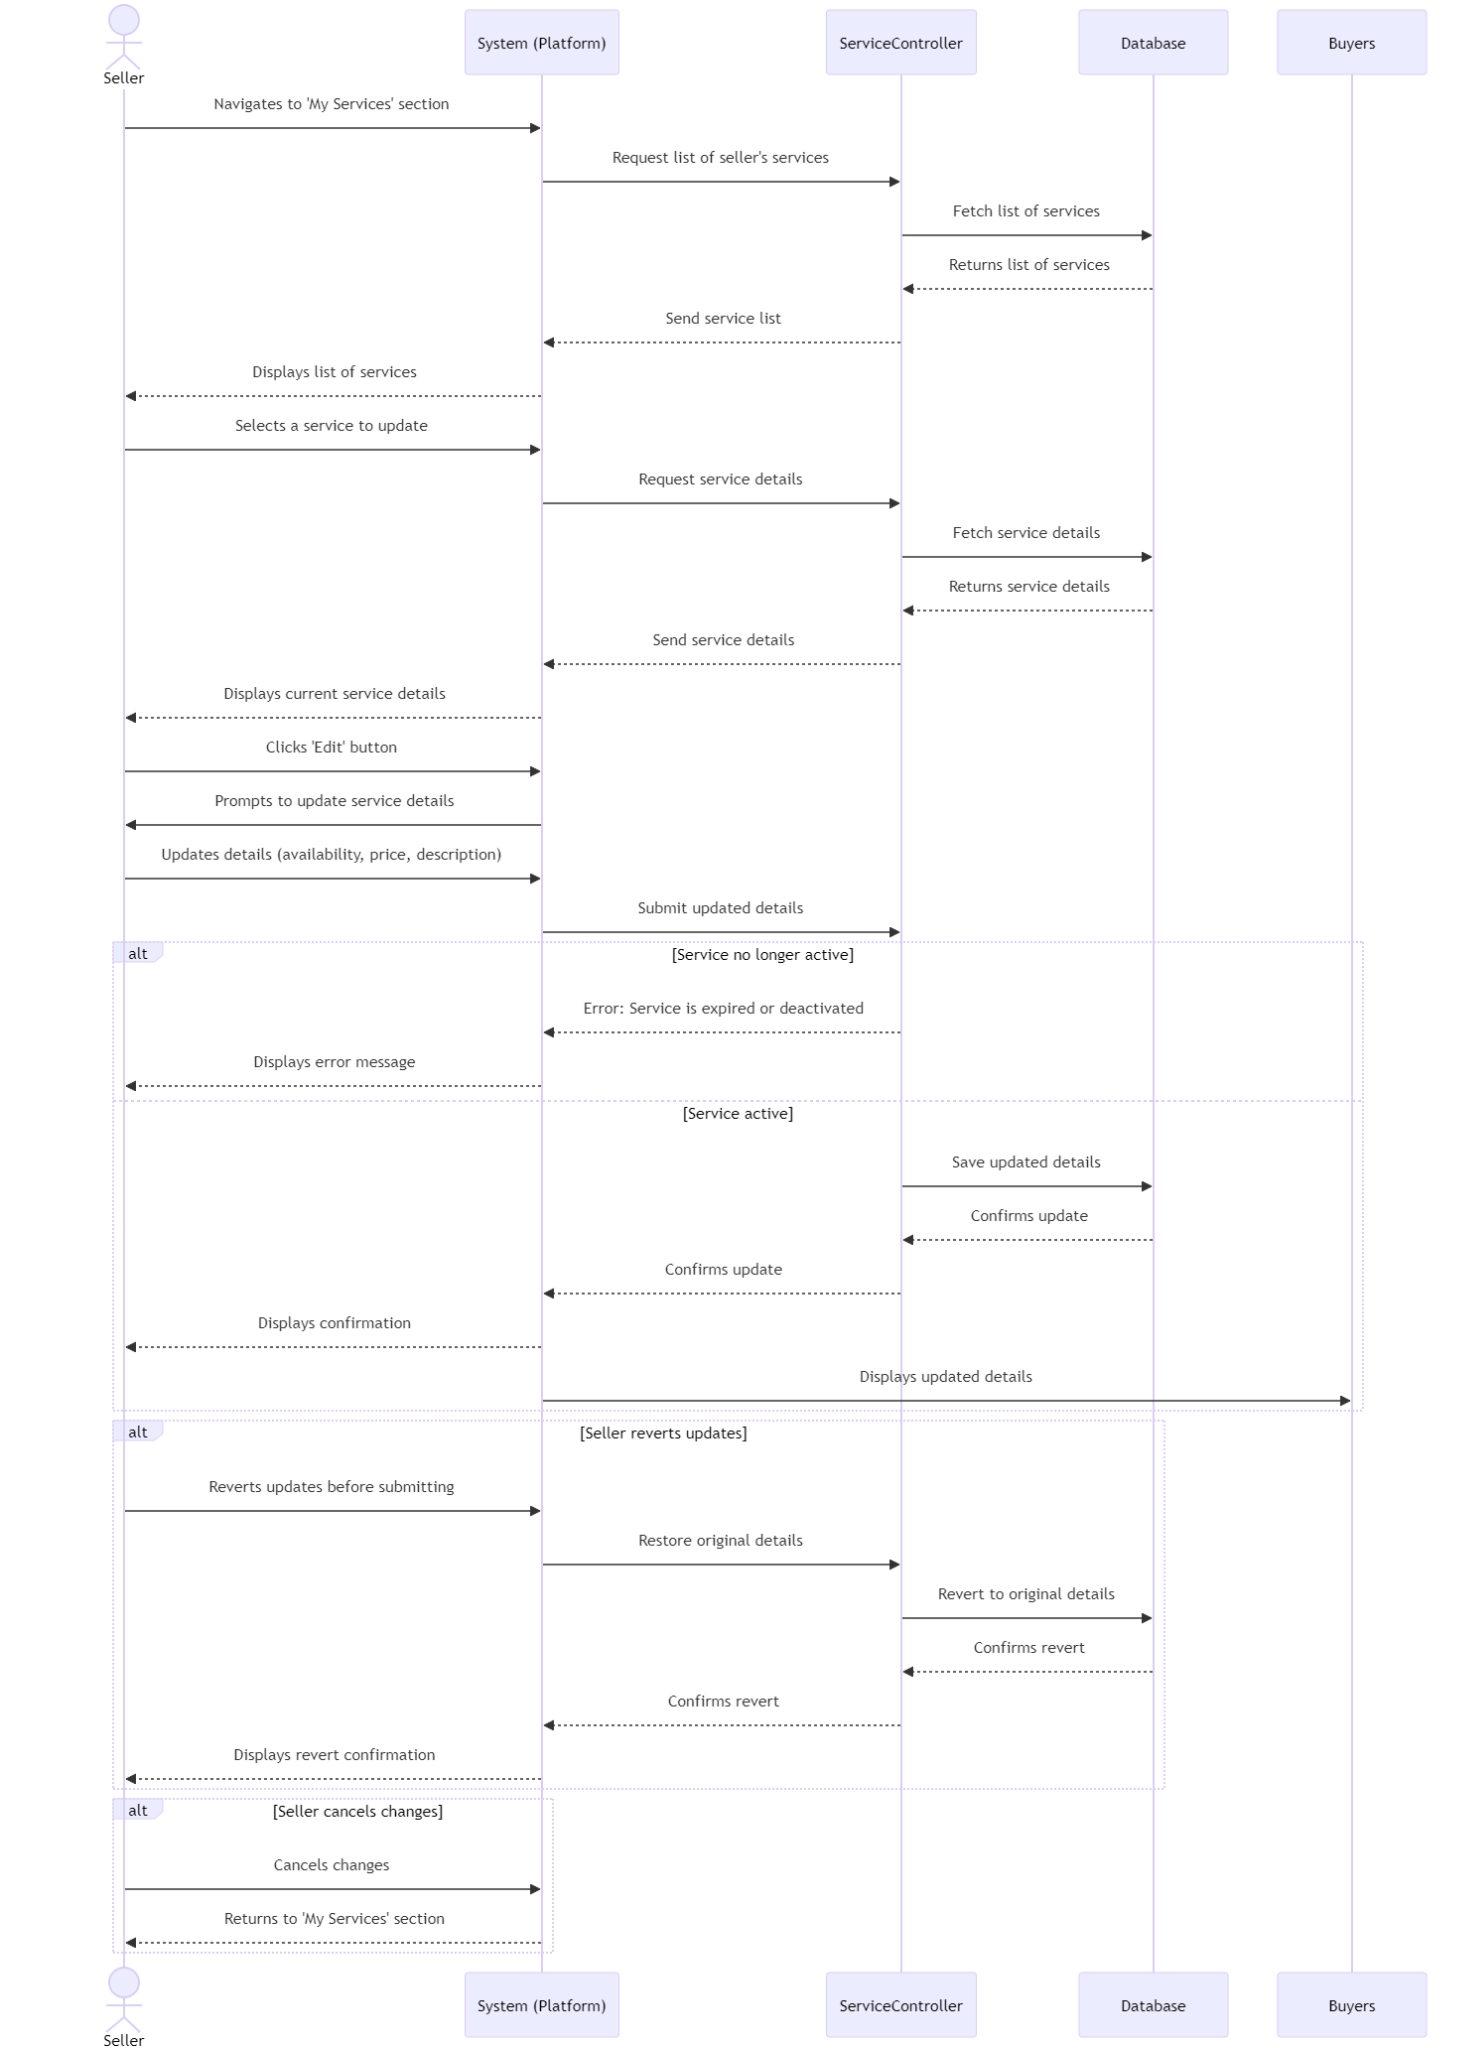 System (Platform)
ServiceController
Database
Buyers
Seller
Navigates to 'My Services' section
Request list of seller's services
Fetch list of services
Returns list of services
Send service list
Displays list of services
Selects a service to update
Request service details
Fetch service details
Returns service details
Send service details
Displays current service details
Clicks 'Edit' button
Prompts to update service details
Updates details (availability, price, description)
Submit updated details
alt
[Service no longer active]
Error: Service is expired or deactivated
Displays error message
[Service active]
Save updated details
Confirms update
Confirms update
Displays confirmation
Displays updated details
alt
[Seller reverts updates]
Reverts updates before submitting
Restore original details
Revert to original details
Confirms revert
Confirms revert
Displays revert confirmation
alt
[Seller cancels changes]
Cancels changes
Returns to 'My Services' section
System (Platform)
ServiceController
Database
Buyers
Seller